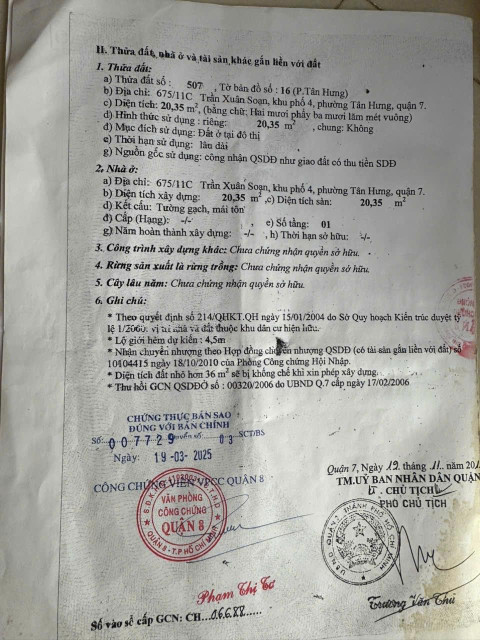 II. Thửa đất, nhà ở và tài sản khác gắn liền với đất
1. Thửa đất:
a) Thửa đất số : 507 , Tờ bản đồ số : 16 (P.Tân Hưng)
b) Địa chỉ: 675/11C Trần Xuân Soạn, khu phố 4, phường Tân Hưng, quận 7.
c) Diện tích: 20,35 m², (bằng chữ: Hai mươi phẩy ba mươi lăm mét vuông)
d) Hình thức sử dụng : riêng: 20,35 m² , chung: Không
đ) Mục đích sử dụng: Đất ở tại đô thị
e) Thời hạn sử dụng: lâu dài
g) Nguồn gốc sử dụng: công nhận QSDĐ như giao đất có thu tiền SDĐ
2. Nhà ở:
a) Địa chỉ: 675/11C Trần Xuân Soạn, khu phố 4, phường Tân Hưng, quận 7.
b) Diện tích xây dựng: 20,35 m² ,c) Diện tích sàn: 20,35 m²
d) Kết cấu: Tường gạch, mái tôn
đ) Cấp (Hạng): -/- e) Số tầng: 01
g) Năm hoàn thành xây dựng: -/- , h) Thời hạn sở hữu: -/-
3. Công trình xây dựng khác: Chưa chứng nhận quyền sở hữu.
4. Rừng sản xuất là rừng trồng: Chưa chứng nhận quyền sở hữu.
5. Cây lâu năm: Chưa chứng nhận quyền sở hữu.
6. Ghi chú:
* Theo quyết định số 214/QHKT.QH ngày 15/01/2004 do Sở Quy hoạch Kiến trúc duyệt tỷ
lệ 1/2000: vị trí nhà và đất thuộc khu dân cư hiện hữu.
* Lộ giới hẻm dự kiến : 4,5m
* Nhận chuyển nhượng theo Hợp đồng chuyển nhượng QSDĐ (có tài sản gắn liền với đất) số
10104415 ngày 18/10/2010 của Phòng Công chứng Hội Nhập.
* Diện tích đất nhỏ hơn 36 m² sẽ bị khống chế khi xin phép xây dựng.
* Thu hồi GCN QSDĐỞ số : 00320/2006 do UBND Q.7 cấp ngày 17/02/2006
CHỨNG THỰC BẢN SAO
ĐÚNG VỚI BẢN CHÍNH
Số: 007729 Quyển số 03 SCT/BS
Ngày: 19-03-2025
CÔNG CHỨNG VIÊN VPCC QUẬN 8
VĂN PHÒNG
CÔNG CHỨNG
QUẬN 8
QUẬN 8 - T.P HỒ CHÍ MINH
Phạm Thị Tơ
Quận 7, Ngày 19 tháng 11 năm 201
TM.UỶ BAN NHÂN DÂN QUẬN
KT. CHỦ TỊCH
PHÓ CHỦ TỊCH
Trương Văn Thủ
Số vào sổ cấp GCN: CH 06688